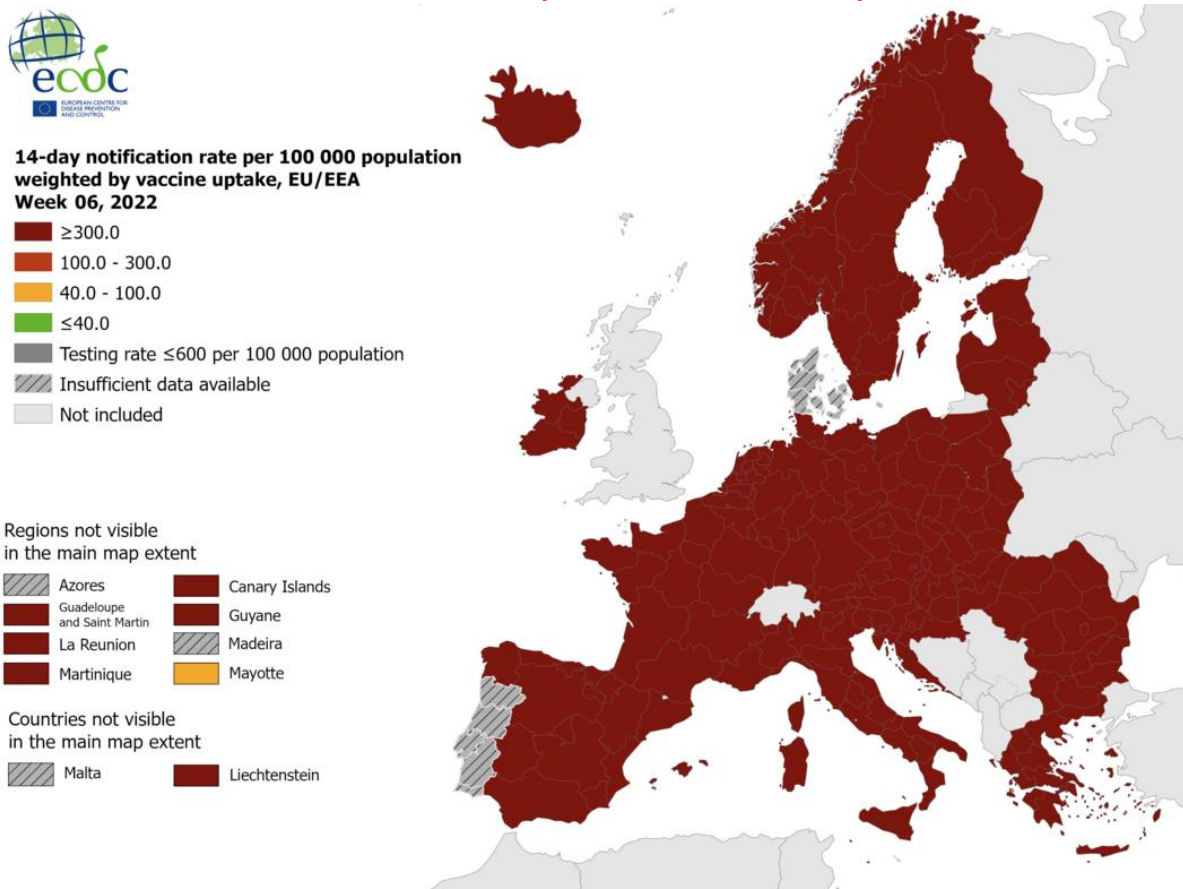 ecdc
EUROPEAN CENTRE FOR
DISEASE PREVENTION
AND CONTROL
14-day notification rate per 100 000 population
weighted by vaccine uptake, EU/EEA
Week 06, 2022
≥300.0
100.0 - 300.0
40.0 - 100.0
≤40.0
Testing rate ≤600 per 100 000 population
Insufficient data available
Not included
Regions not visible
in the main map extent
Azores
Canary Islands
Guadeloupe
and Saint Martin
Guyane
La Reunion
Madeira
Martinique
Mayotte
Countries not visible
in the main map extent
Malta
Liechtenstein